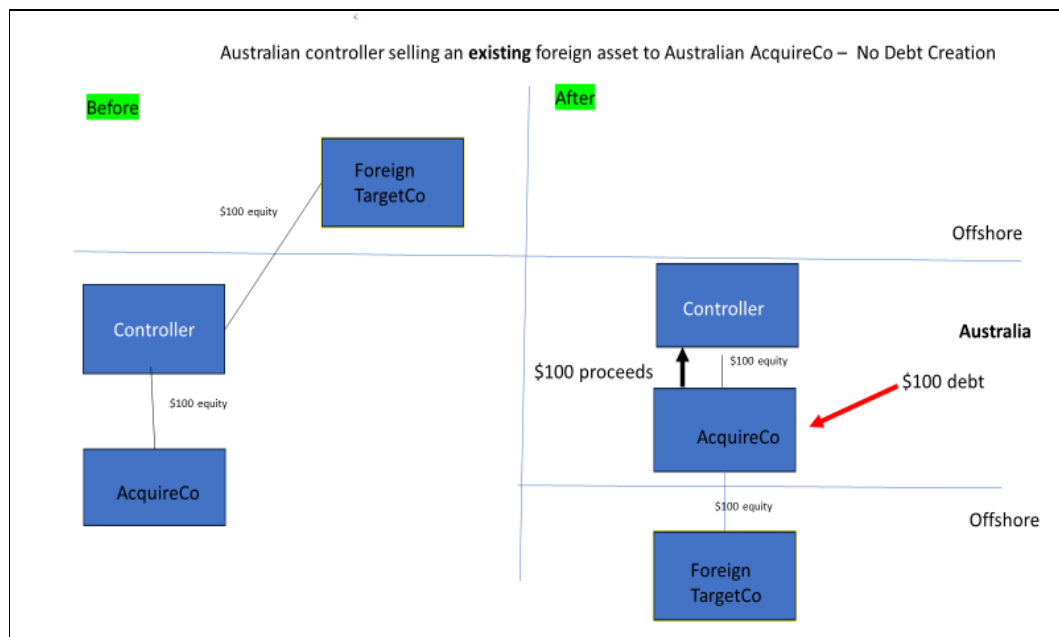 Australian controller selling an existing foreign asset to Australian AcquireCo – No Debt Creation
Before
Foreign
TargetCo
$100 equity
Controller
$100 equity
AcquireCo
After
Offshore
Controller
Australia
$100 equity
$100 proceeds
$100 debt
AcquireCo
$100 equity
Offshore
Foreign
TargetCo